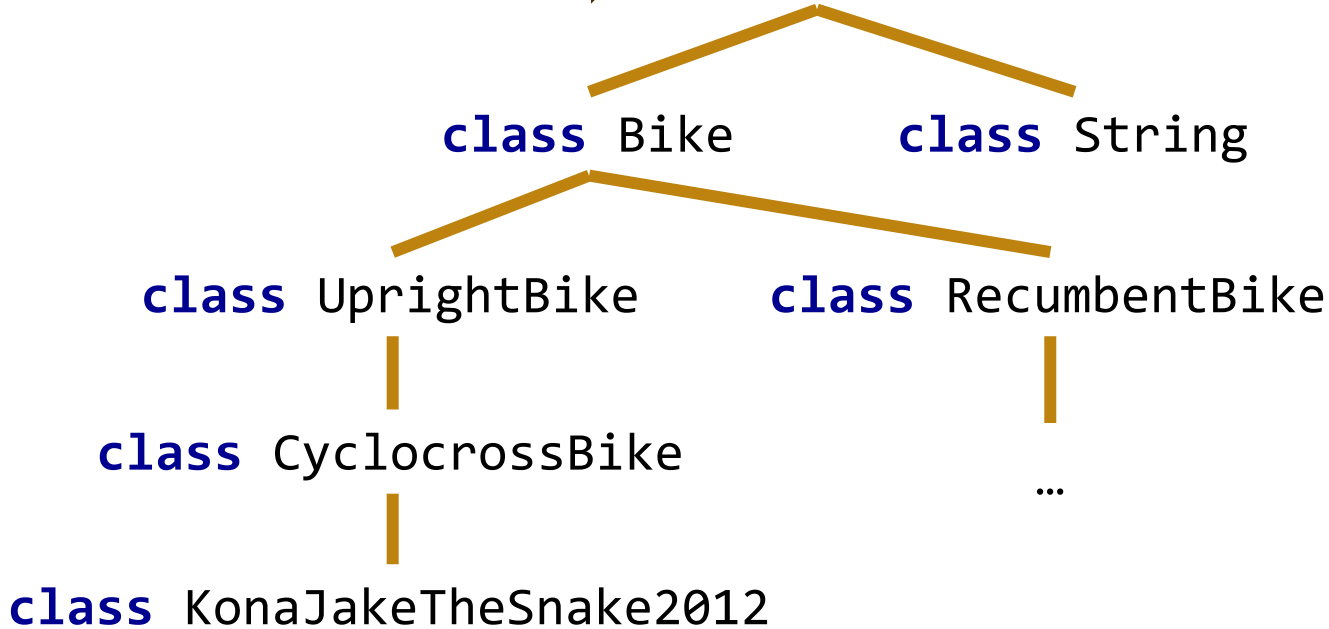 class Bike class String
class UprightBike class RecumbentBike
class CyclocrossBike
…
class KonaJakeTheSnake2012